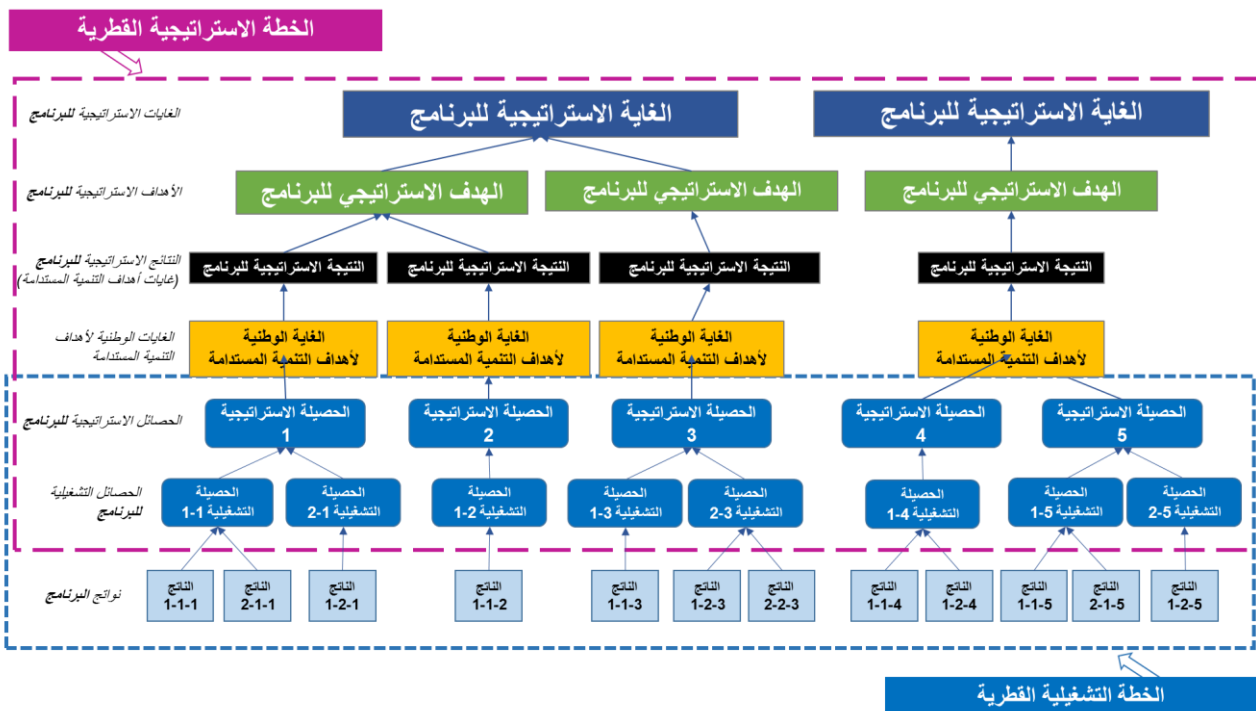 الخطة الاستراتيجية القطرية
الغاية الاستراتيجية للبرنامج
الغاية الاستراتيجية للبرنامج
الغايات الاستراتيجية للبرنامج
الهدف الاستراتيجي للبرنامج
الهدف الاستراتيجي للبرنامج
الهدف الاستراتيجي للبرنامج
الأهداف الاستراتيجية للبرنامج
النتيجة الاستراتيجية للبرنامج
النتيجة الاستراتيجية للبرنامج
النتيجة الاستراتيجية للبرنامج
النتيجة الاستراتيجية للبرنامج
النتائج الاستراتيجية للبرنامج
(غايات أهداف التنمية المستدامة)
الغاية الوطنية
لأهداف التنمية المستدامة
الغاية الوطنية
لأهداف التنمية المستدامة
الغاية الوطنية
لأهداف التنمية المستدامة
الغاية الوطنية
لأهداف التنمية المستدامة
الغايات الوطنية لأهداف
التنمية المستدامة
الحصيلة الاستراتيجية
5
الحصيلة الاستراتيجية
4
الحصيلة الاستراتيجية
3
الحصيلة الاستراتيجية
2
الحصيلة الاستراتيجية
1
الحصائل الاستراتيجية للبرنامج
الحصيلة
التشغيلية 5-2
الحصيلة
التشغيلية 5-1
الحصيلة
التشغيلية 4-1
الحصيلة
التشغيلية 3-2
الحصيلة
التشغيلية 3-1
الحصيلة
التشغيلية 2-1
الحصيلة
التشغيلية 1-2
الحصيلة
التشغيلية 1-1
الحصائل التشغيلية
للبرنامج
الناتج
1-2-5
الناتج
2-1-5
الناتج
1-1-5
الناتج
1-2-4
الناتج
1-1-4
الناتج
2-2-3
الناتج
1-2-3
الناتج
1-1-3
الناتج
1-1-2
الناتج
1-2-1
الناتج
2-1-1
الناتج
1-1-1
نواتج البرنامج
الخطة التشغيلية القطرية